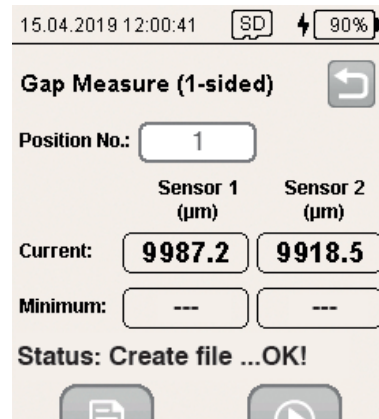 15.04.2019 12:00:41 SD 90%
Gap Measure (1-sided)
Position No.: 1
Sensor 1 Sensor 2
(µm) (µm)
Current: 9987.2 9918.5
Minimum: --- ---
Status: Create file ...OK!